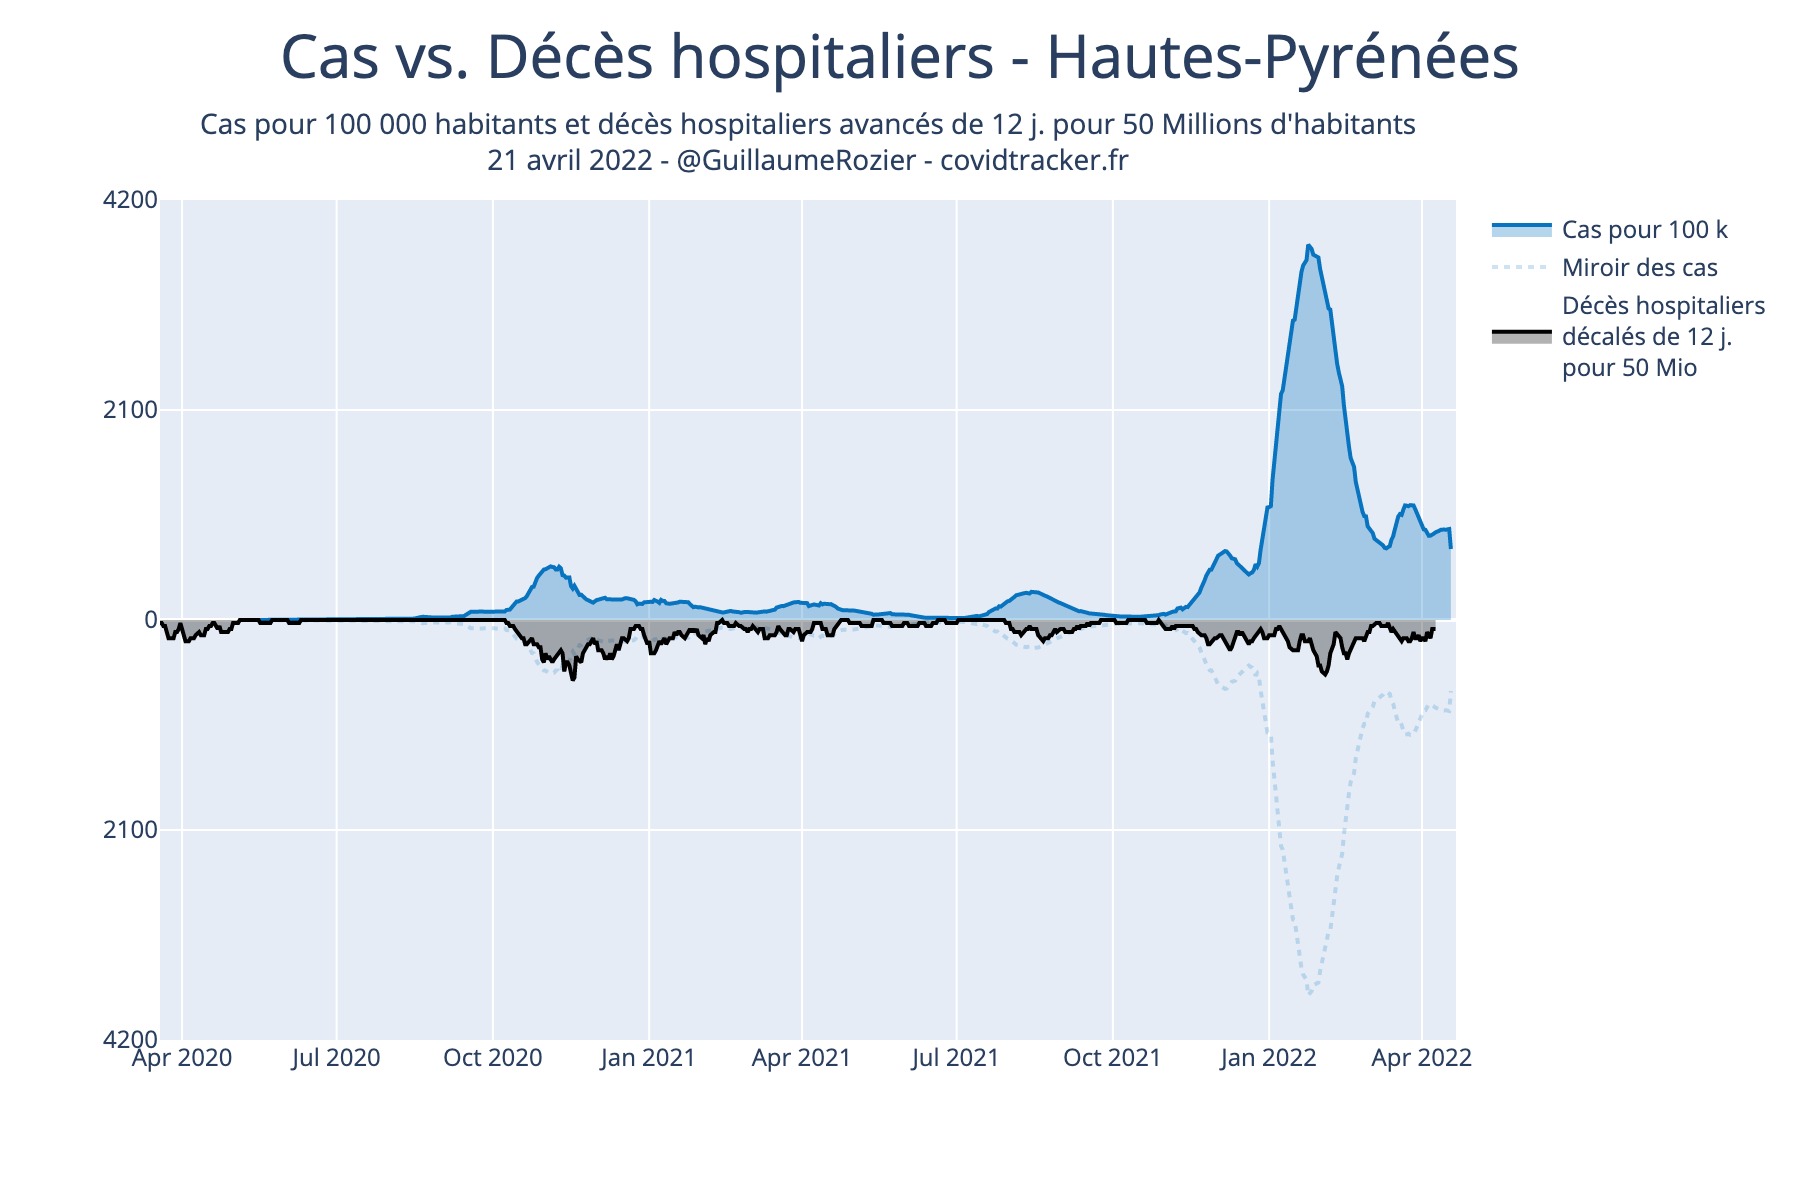 Cas vs. Décès hospitaliers - Hautes-Pyrénées
Cas pour 100 000 habitants et décès hospitaliers avancés de 12 j. pour 50 Millions d'habitants
21 avril 2022 - @GuillaumeRozier - covidtracker.fr
4200
2100
0
2100
4200
Apr 2020
Jul 2020
Oct 2020
Jan 2021
Apr 2021
Jul 2021
Oct 2021
Jan 2022
Apr 2022
Cas pour 100 k
Miroir des cas
Décès hospitaliers
décalés de 12 j.
pour 50 Mio